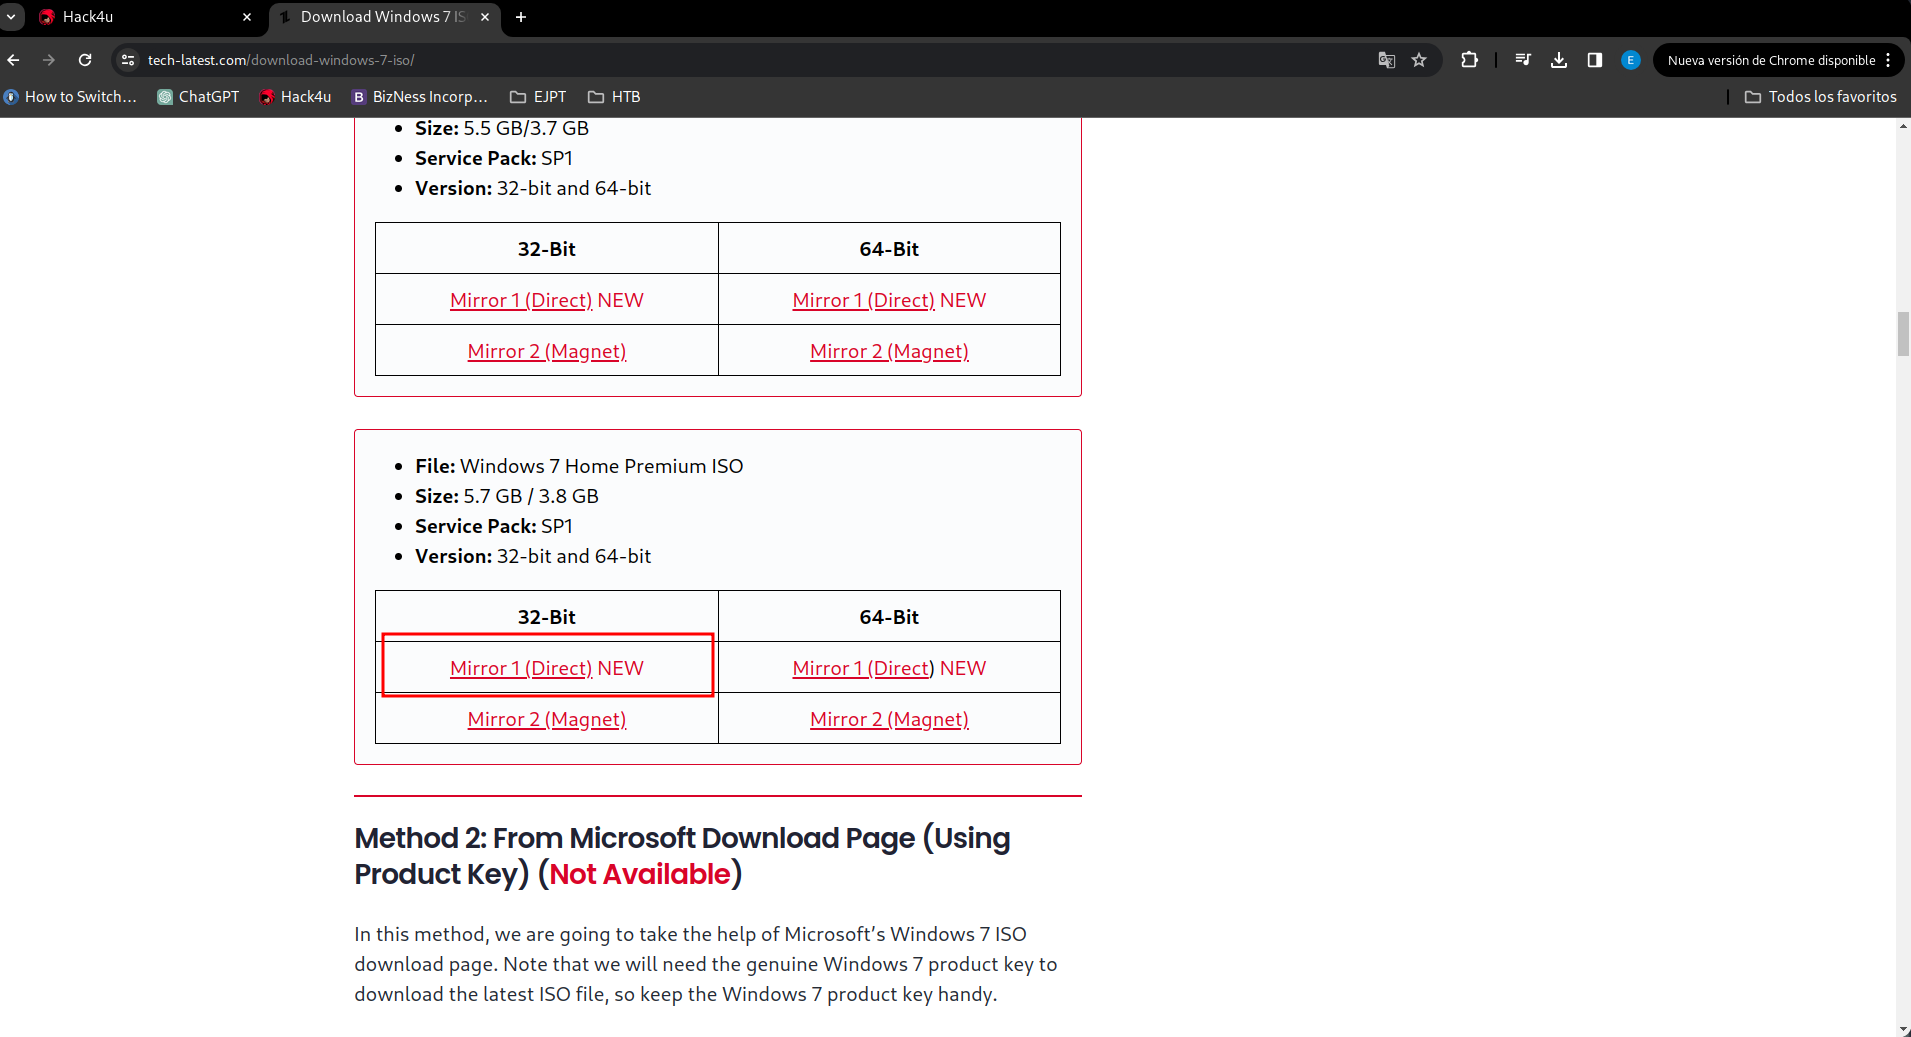 Hack4u
Download Windows 7 IS
tech-latest.com/download-windows-7-iso/
E
Nueva versión de Chrome disponible
How to Switch...
ChatGPT
Hack4u
B BizNess Incorp...
EJPT
HTB
Todos los favoritos
• Size: 5.5 GB/3.7 GB
• Service Pack: SP1
• Version: 32-bit and 64-bit
32-Bit 64-Bit
Mirror 1 (Direct) NEW Mirror 1 (Direct) NEW
Mirror 2 (Magnet) Mirror 2 (Magnet)
• File: Windows 7 Home Premium ISO
• Size: 5.7 GB / 3.8 GB
• Service Pack: SP1
• Version: 32-bit and 64-bit
32-Bit 64-Bit
Mirror 1 (Direct) NEW Mirror 1 (Direct) NEW
Mirror 2 (Magnet) Mirror 2 (Magnet)
Method 2: From Microsoft Download Page (Using
Product Key) (Not Available)
In this method, we are going to take the help of Microsoft’s Windows 7 ISO
download page. Note that we will need the genuine Windows 7 product key to
download the latest ISO file, so keep the Windows 7 product key handy.